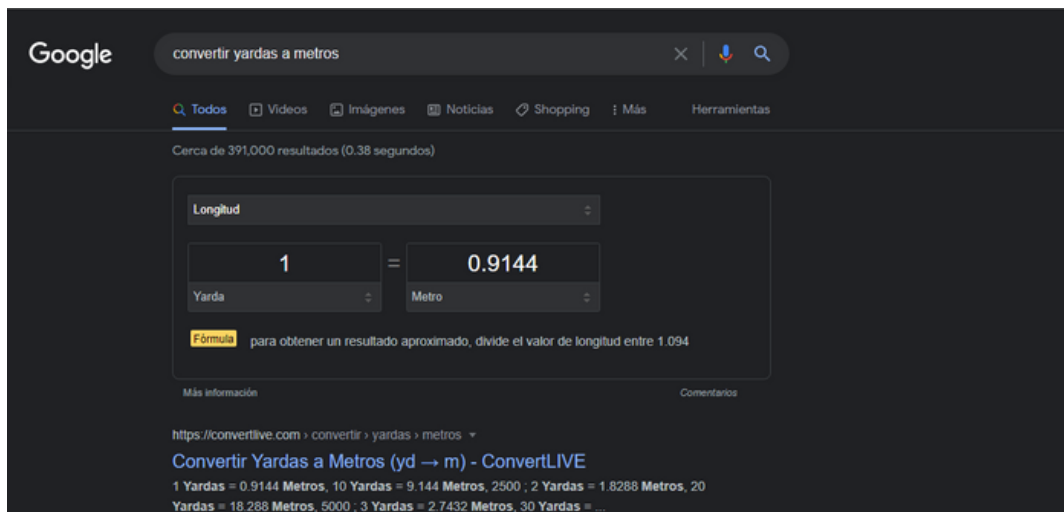 Google convertir yardas a metros
Todos Videos Imágenes Noticias Shopping Más Herramientas
Cerca de 391,000 resultados (0.38 segundos)
Longitud
1 = 0.9144
Yarda Metro
Fórmula para obtener un resultado aproximado, divide el valor de longitud entre 1.094
Más información Comentarios
https://convertlive.com › convertir › yardas › metros
Convertir Yardas a Metros (yd → m) - ConvertLIVE
1 Yardas = 0.9144 Metros, 10 Yardas = 9.144 Metros, 2500 ; 2 Yardas = 1.8288 Metros, 20
Yardas = 18.288 Metros, 5000 ; 3 Yardas = 2.7432 Metros, 30 Yardas = ...